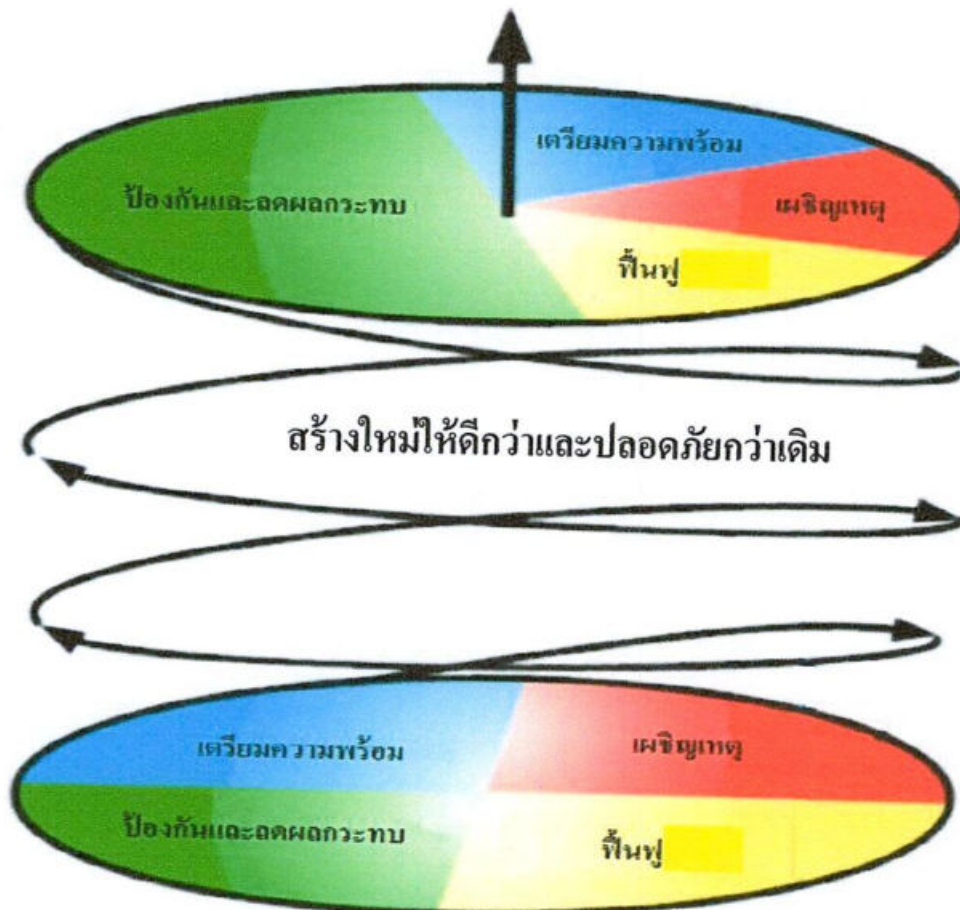 เตรียมความพร้อม
ป้องกันและลดผลกระทบ
เผชิญเหตุ
ฟื้นฟู
สร้างใหม่ให้ดีกว่าและปลอดภัยกว่าเดิม
เตรียมความพร้อม
เผชิญเหตุ
ป้องกันและลดผลกระทบ
ฟื้นฟู